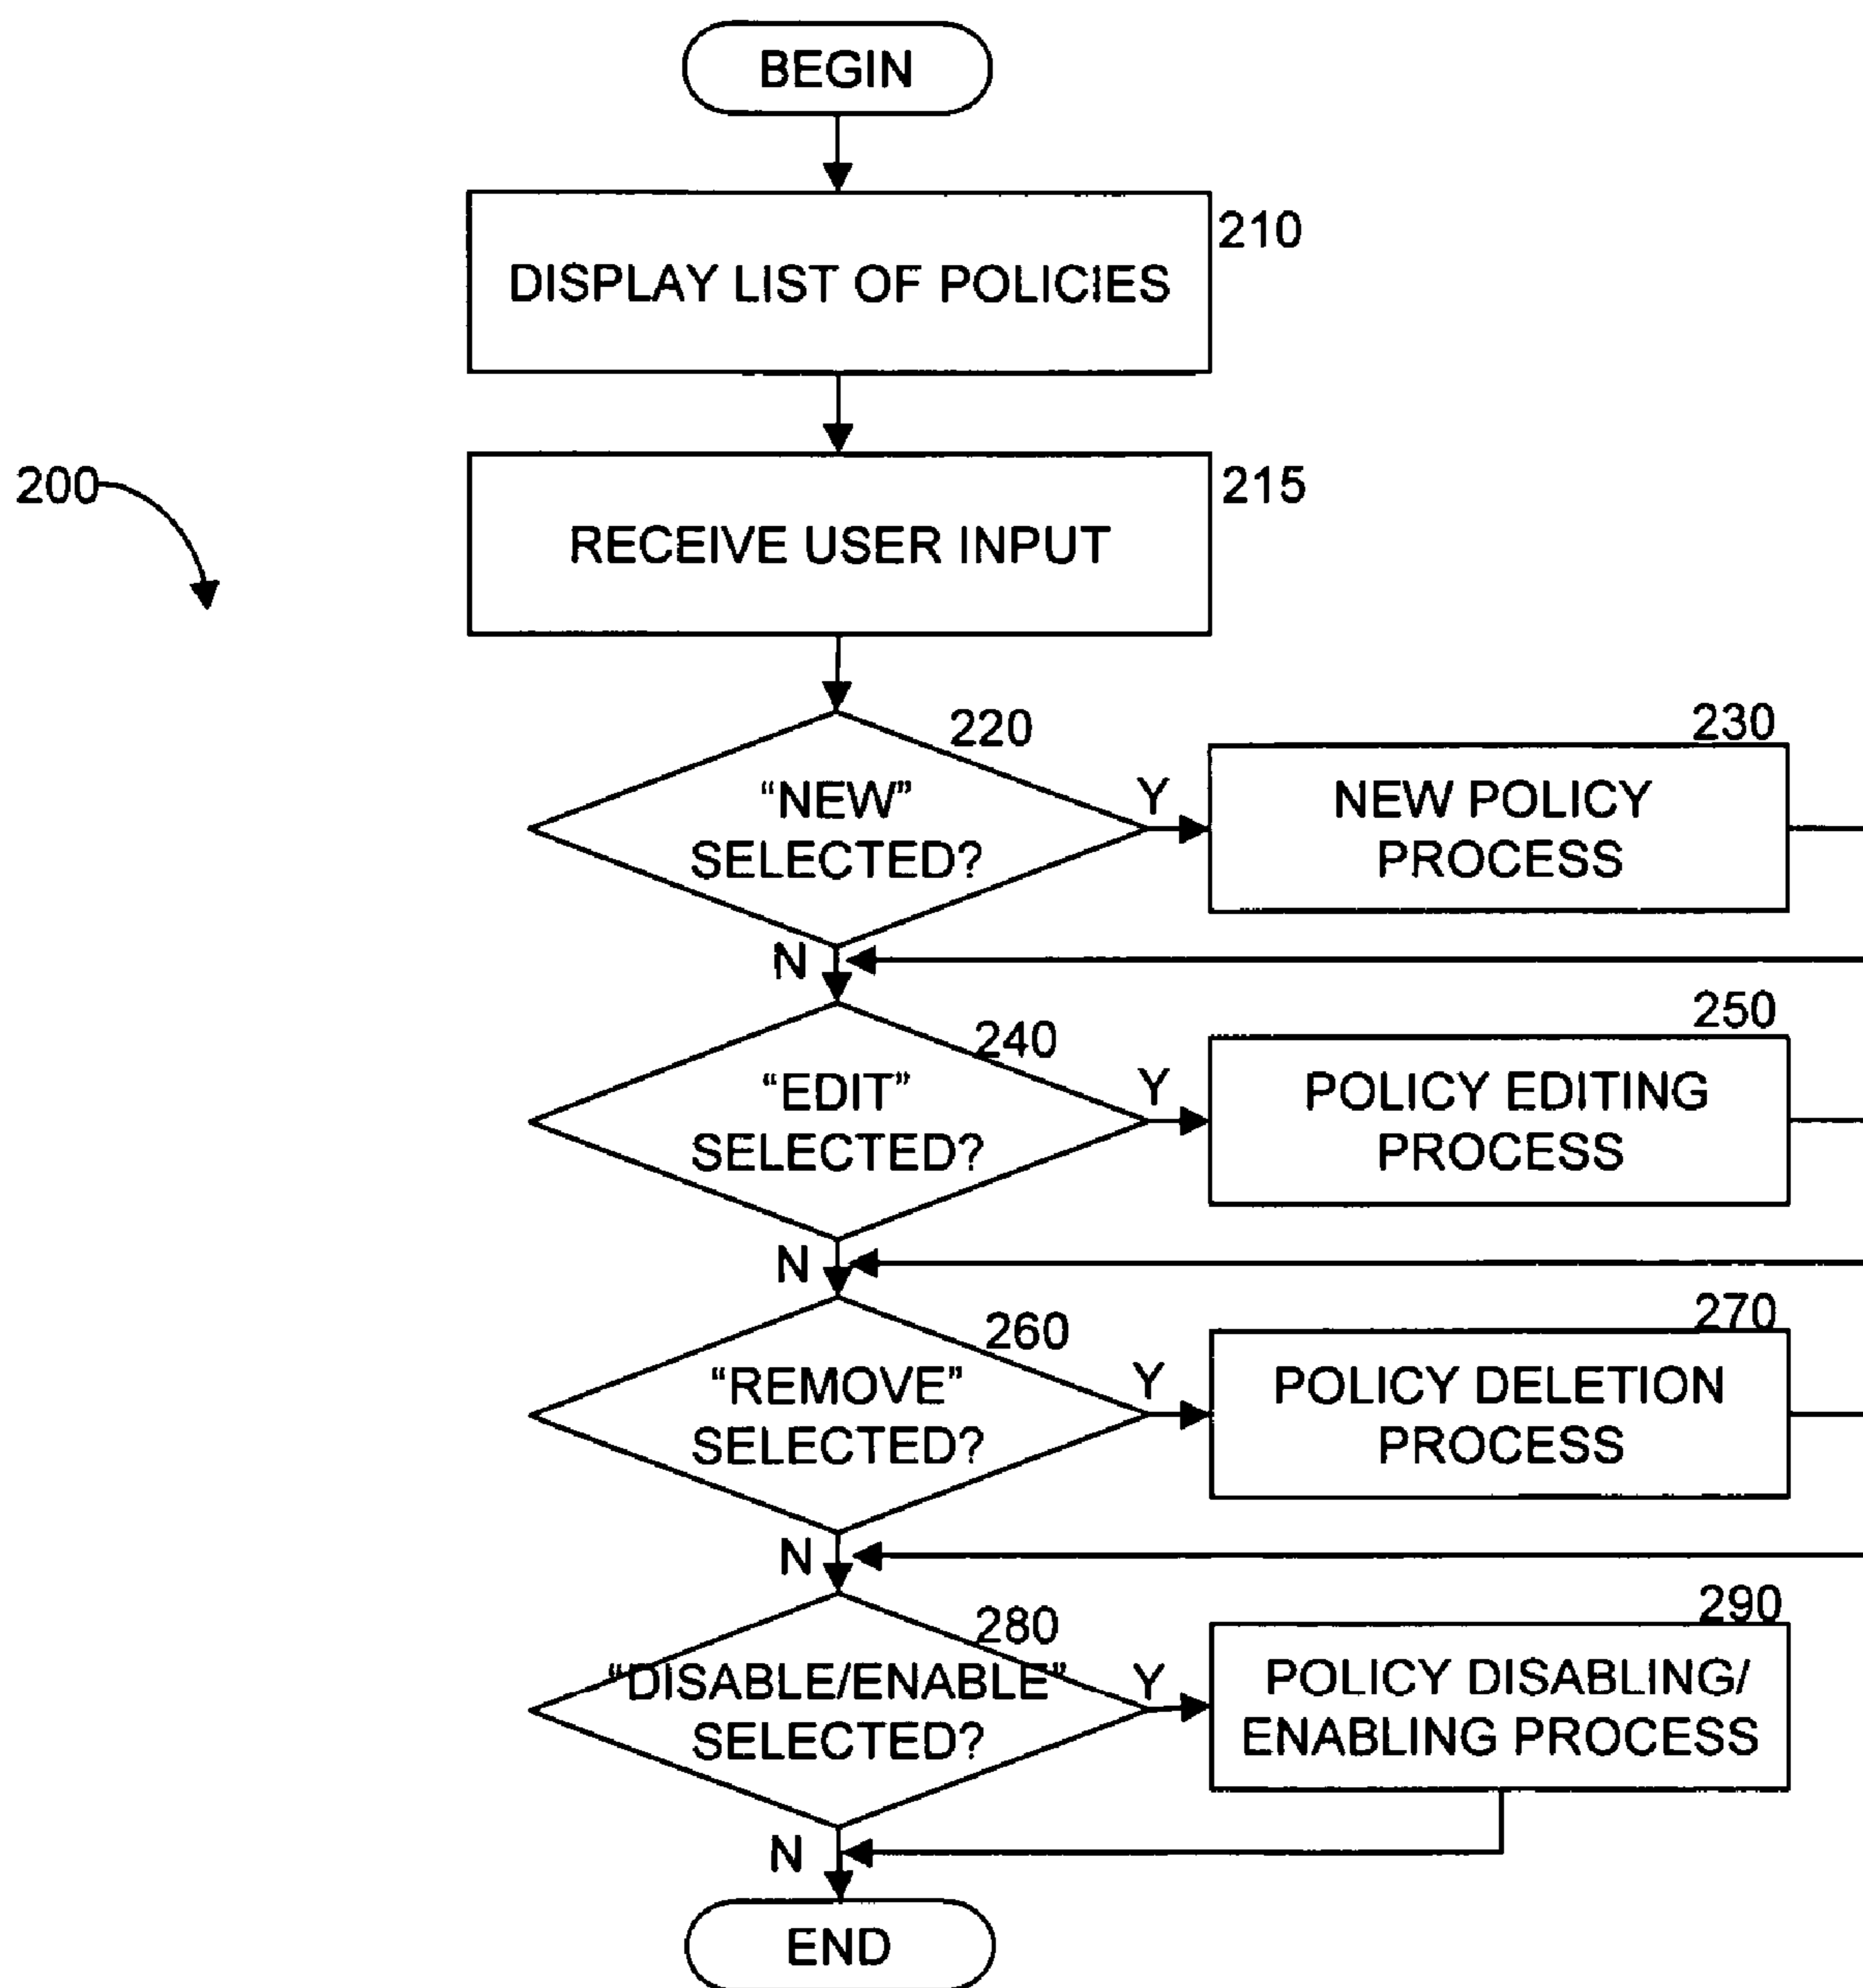 BEGIN
210
DISPLAY LIST OF POLICIES
200
215
RECEIVE USER INPUT
220
“NEW”
SELECTED?
Y
230
NEW POLICY
PROCESS
N
240
“EDIT”
SELECTED?
Y
250
POLICY EDITING
PROCESS
N
260
“REMOVE”
SELECTED?
Y
270
POLICY DELETION
PROCESS
N
280
“DISABLE/ENABLE”
SELECTED?
Y
290
POLICY DISABLING/
ENABLING PROCESS
N
END